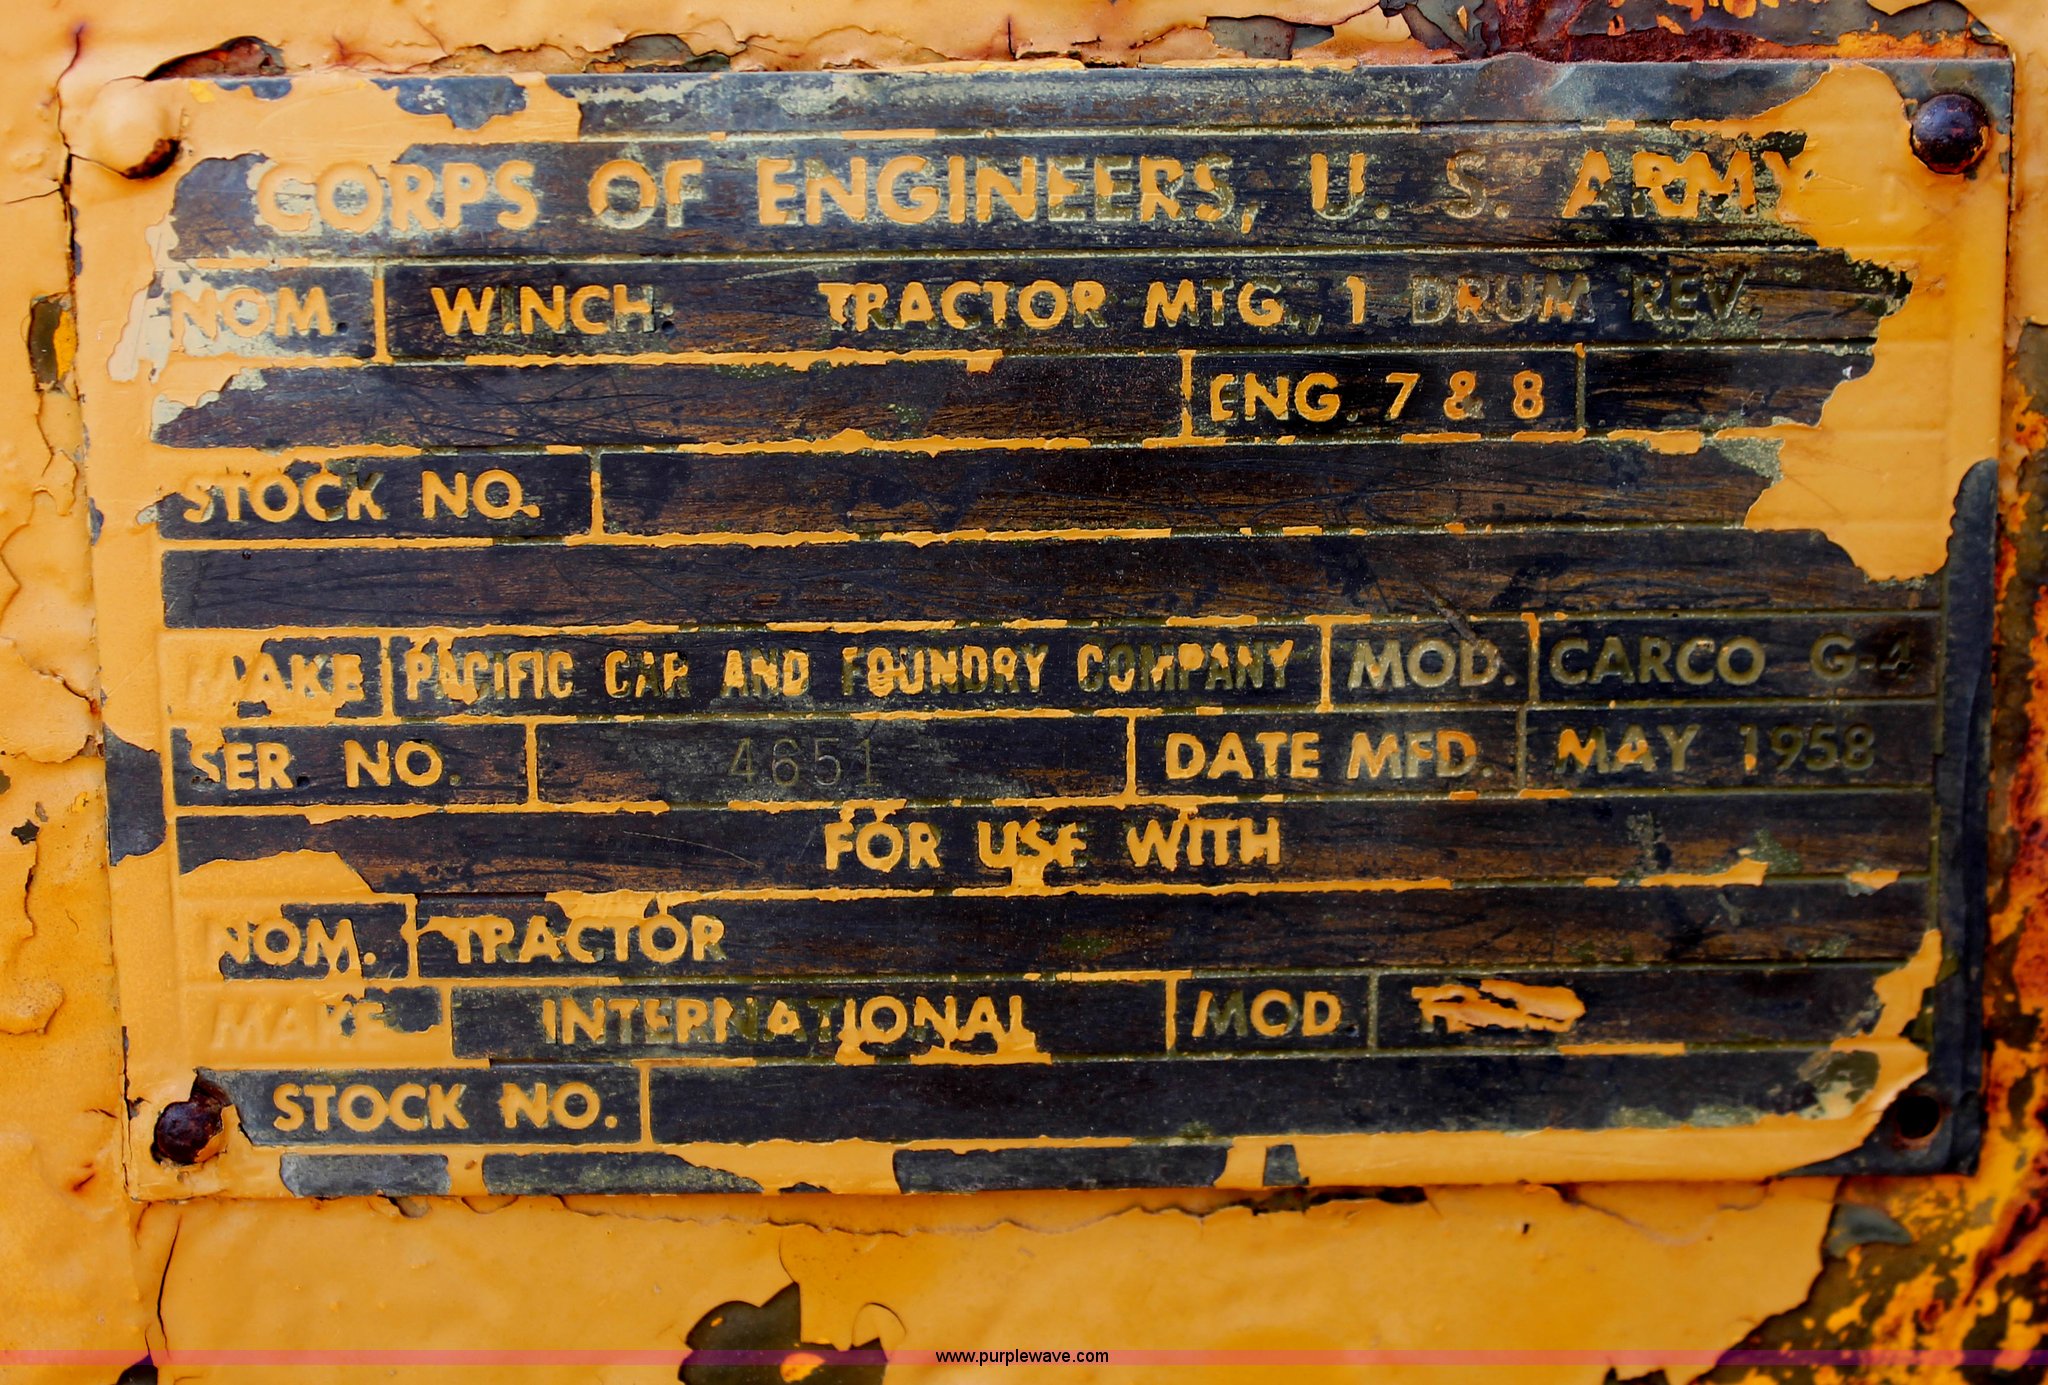 CORPS OF ENGINEERS, U. S. ARMY
NOM. WINCH: TRACTOR MTG., 1 DRUM REV.
ENG. 7 & 8
STOCK NO.
MAKE PACIFIC CAR AND FOUNDRY COMPANY MOD. CARCO G-4
SER. NO. 4651 DATE MFD. MAY 1958
FOR USE WITH
NOM. TRACTOR
MAKE INTERNATIONAL MOD.
STOCK NO.
www.purplewave.com